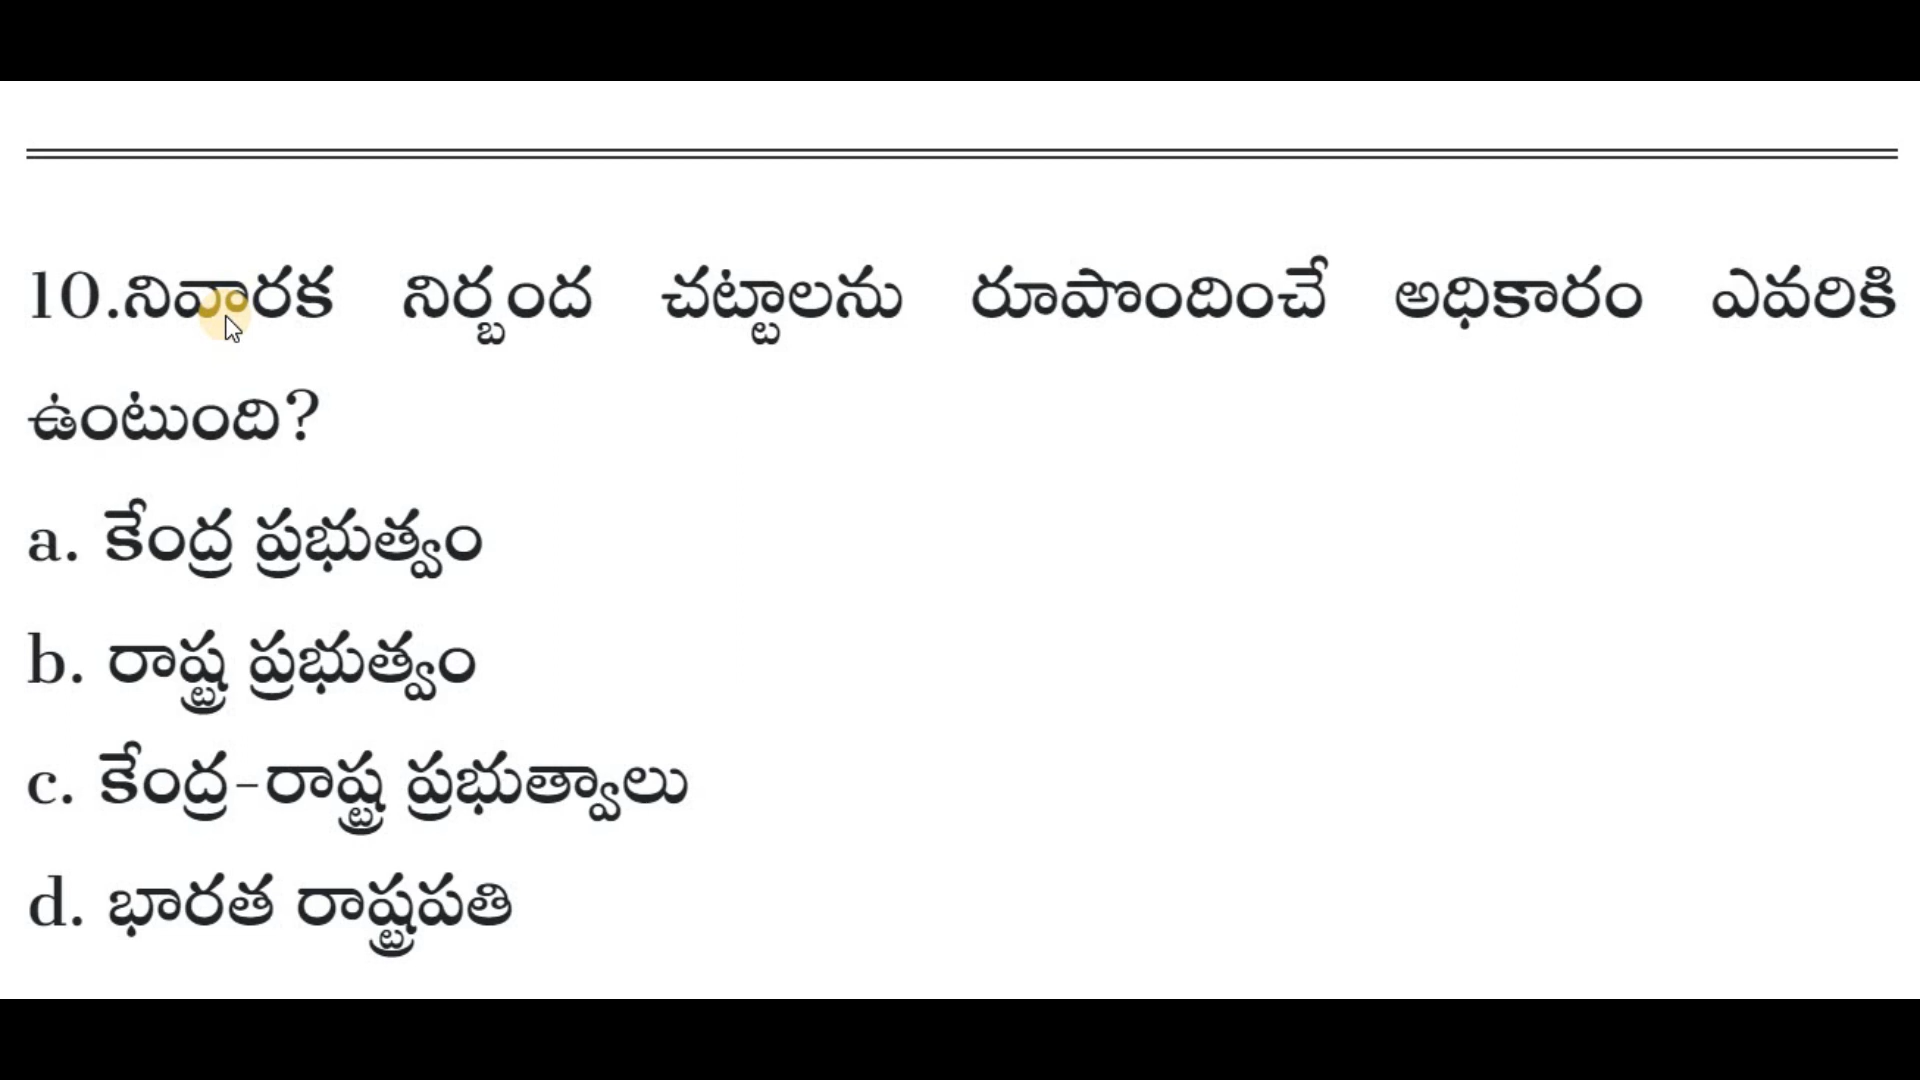 10.నివారక నిర్బంద చట్టాలను రూపొందించే అధికారం ఎవరికి
ఉంటుంది?
a. కేంద్ర ప్రభుత్వం
b. రాష్ట్ర ప్రభుత్వం
c. కేంద్ర-రాష్ట్ర ప్రభుత్వాలు
d. భారత రాష్ట్రపతి